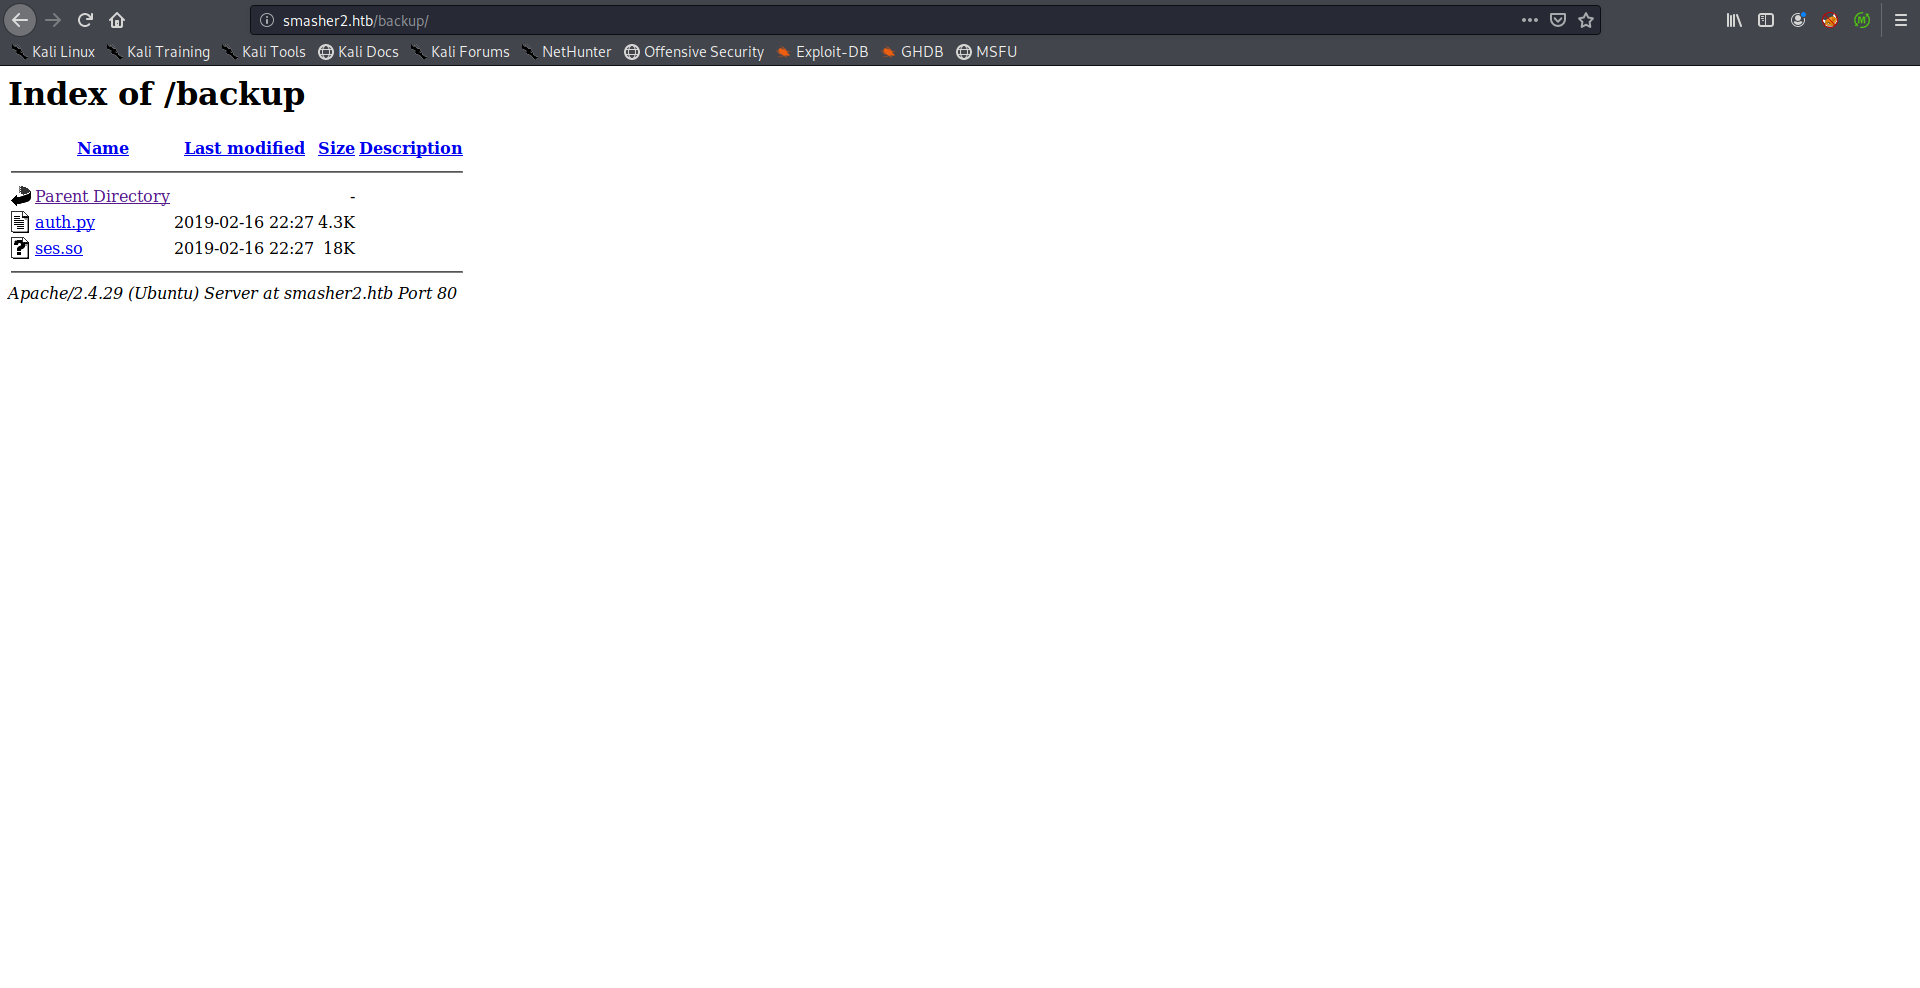 smasher2.htb/backup/
Kali Linux Kali Training Kali Tools Kali Docs Kali Forums NetHunter Offensive Security Exploit-DB GHDB MSFU
Index of /backup
Name Last modified Size Description
Parent Directory -
auth.py 2019-02-16 22:27 4.3K
ses.so 2019-02-16 22:27 18K
Apache/2.4.29 (Ubuntu) Server at smasher2.htb Port 80